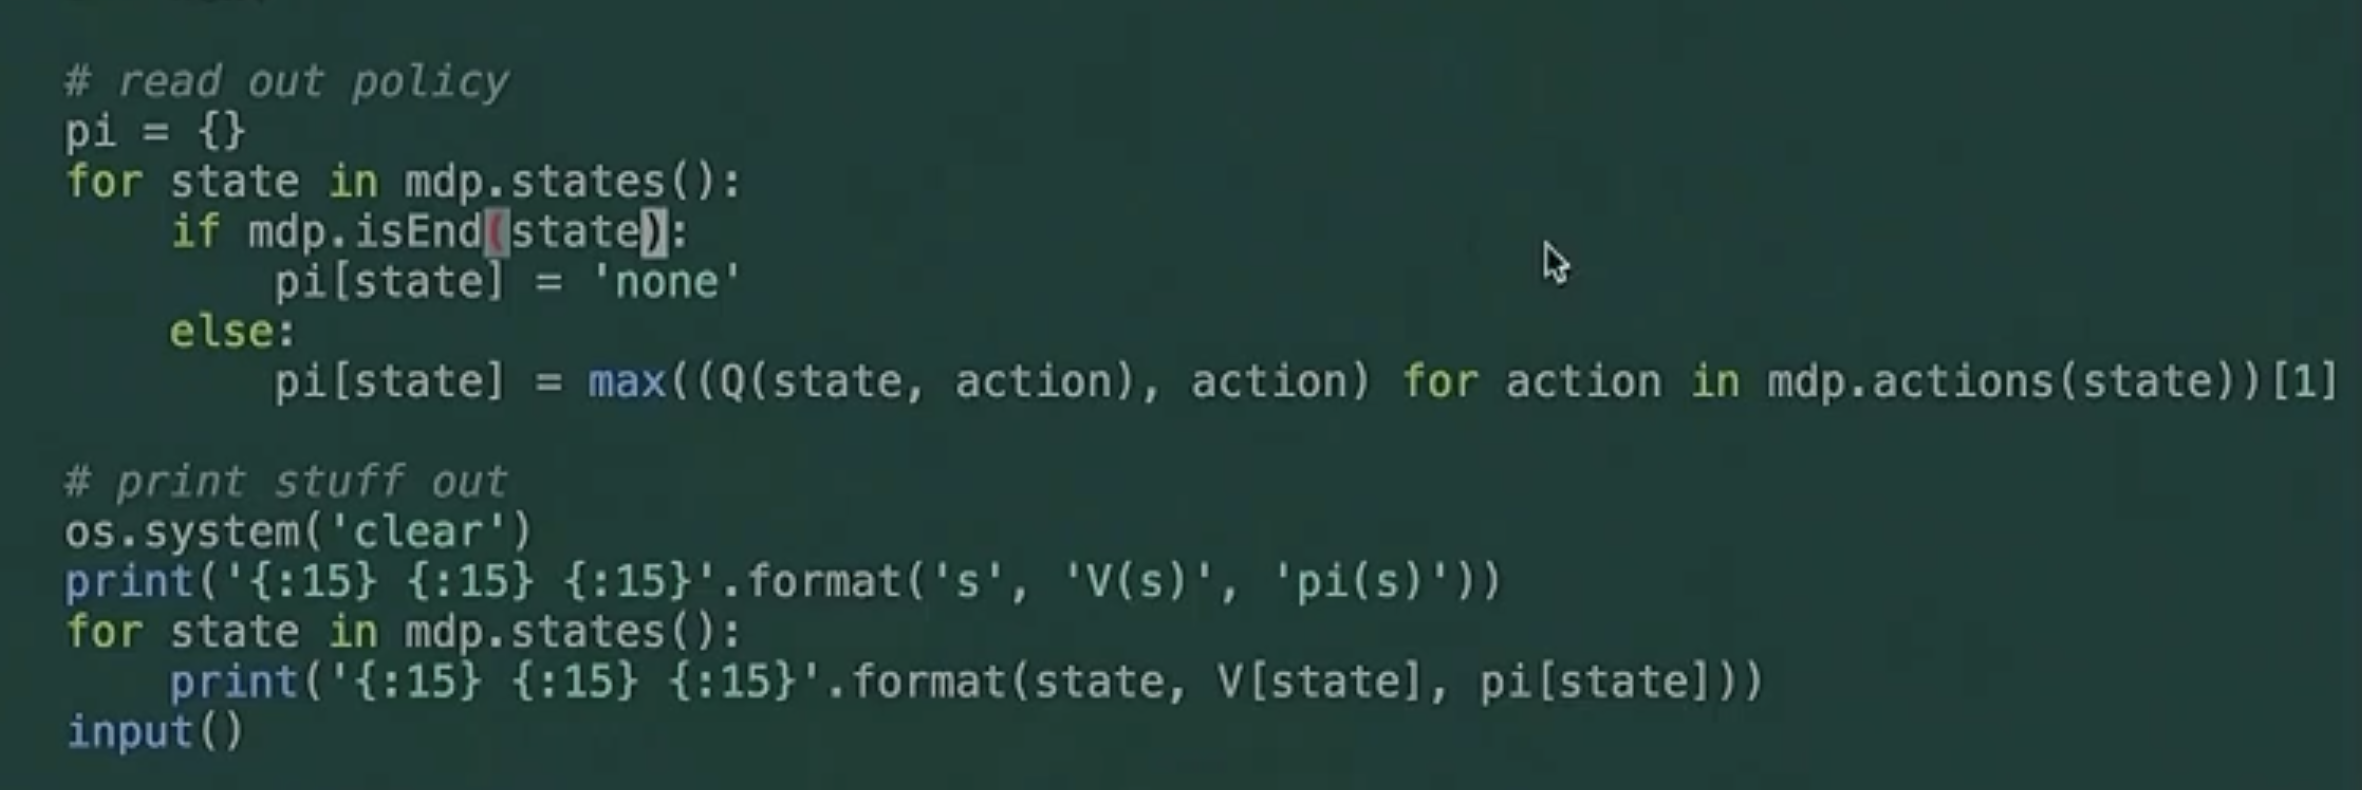 # read out policy
pi = {}
for state in mdp.states():
    if mdp.isEnd(state):
        pi[state] = 'none'
    else:
        pi[state] = max((Q(state, action), action) for action in mdp.actions(state))[1]
# print stuff out
os.system('clear')
print('{:15} {:15} {:15}'.format('s', 'V(s)', 'pi(s)'))
for state in mdp.states():
    print('{:15} {:15} {:15}'.format(state, V[state], pi[state]))
input()